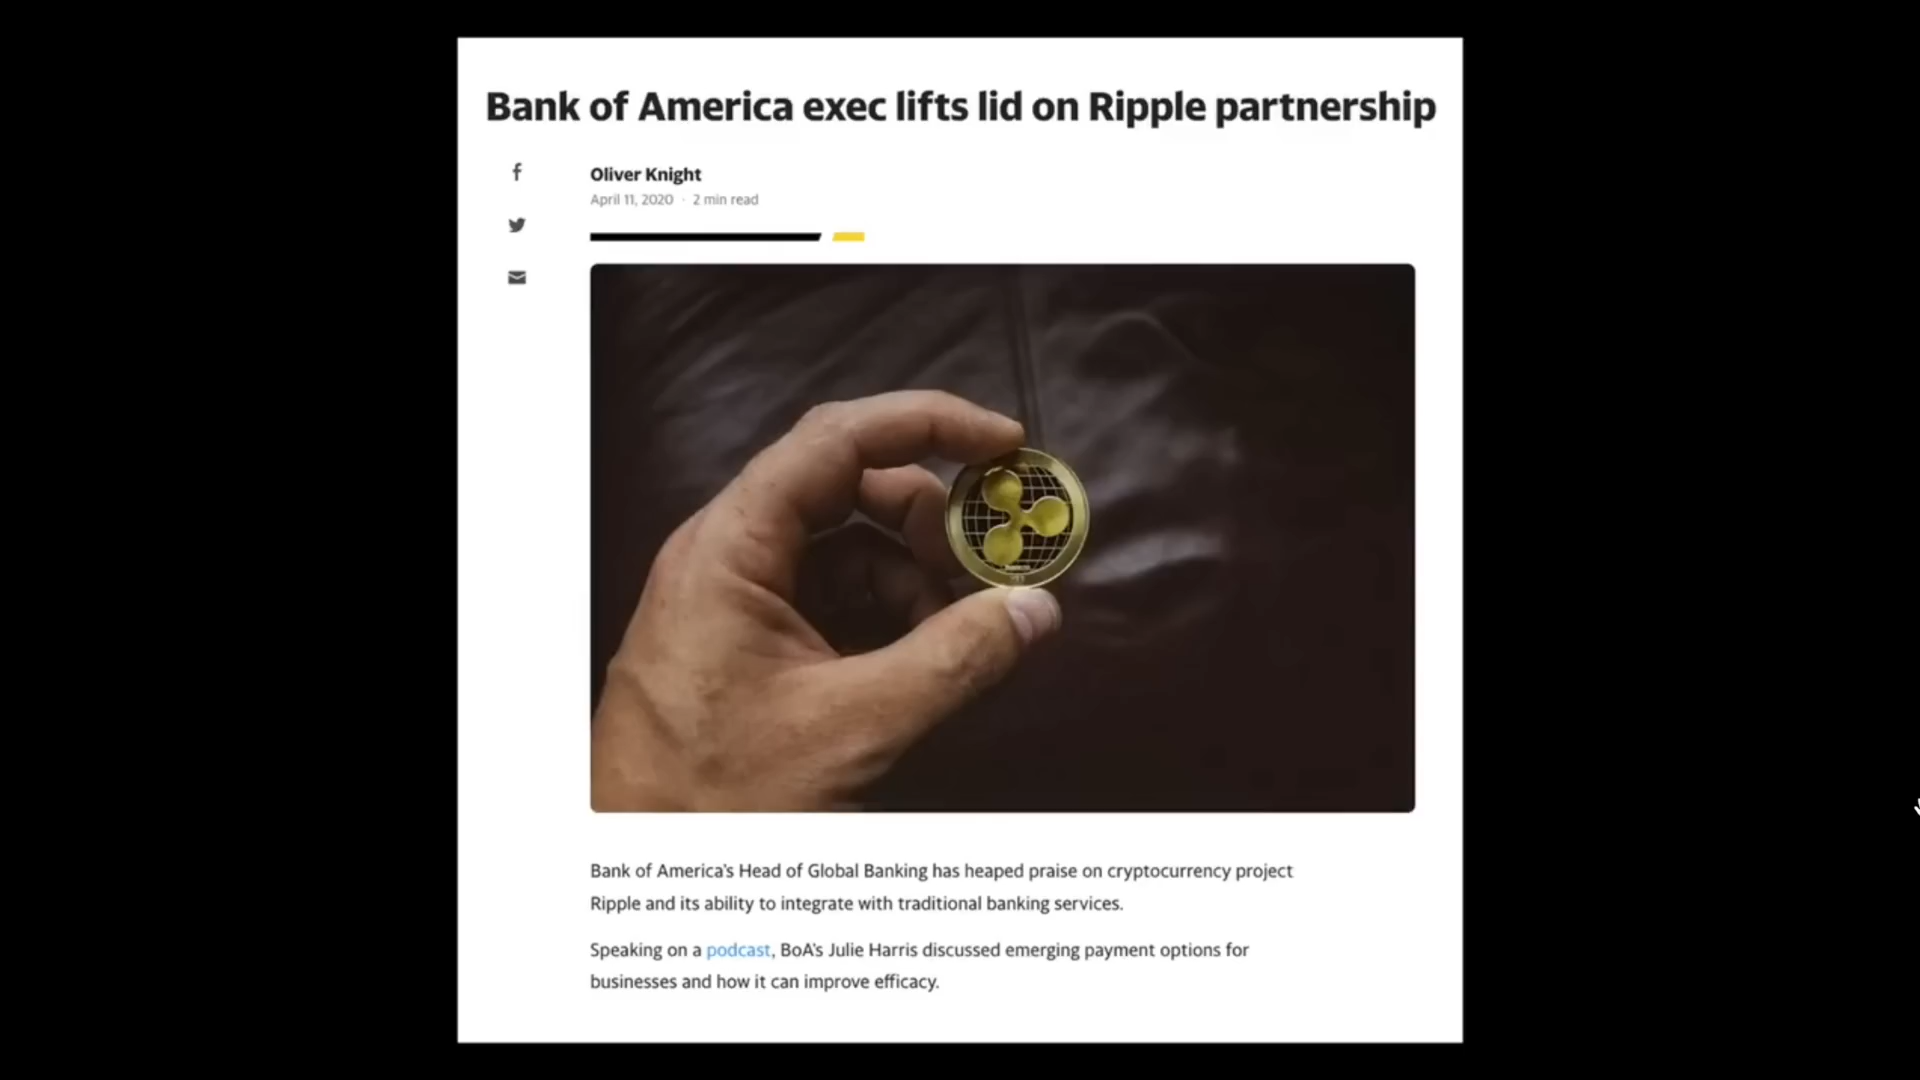 Bank of America exec lifts lid on Ripple partnership
Oliver Knight
April 11, 2020 · 2 min read
Bank of America's Head of Global Banking has heaped praise on cryptocurrency project
Ripple and its ability to integrate with traditional banking services.
Speaking on a podcast, BoA's Julie Harris discussed emerging payment options for
businesses and how it can improve efficacy.